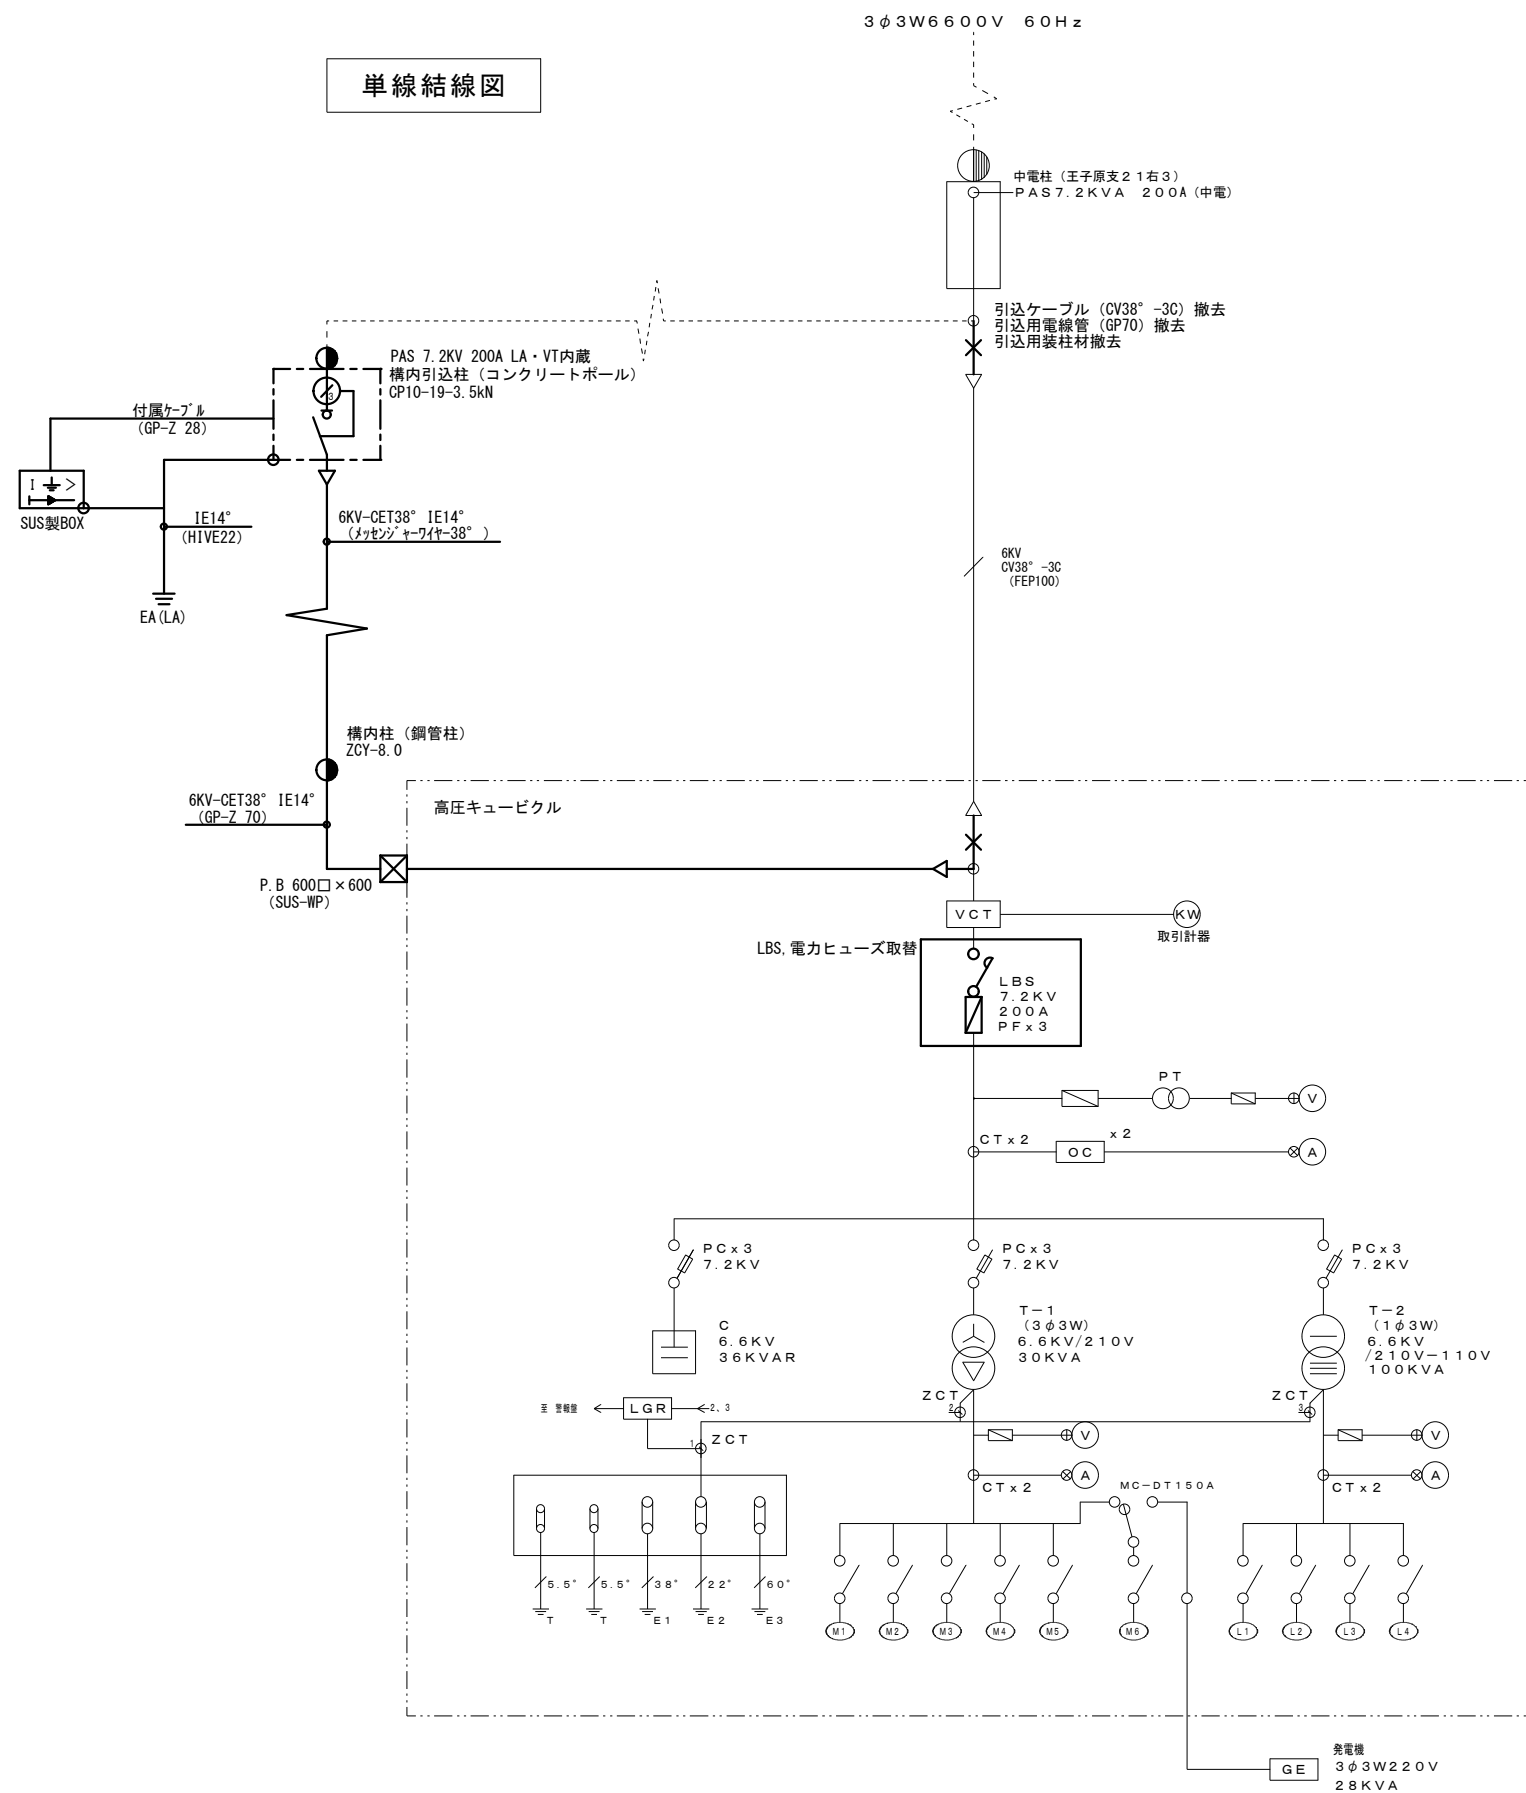 3φ3W6600V 60Hz
単線結線図
中電柱（王子原支21右3）
PAS7.2KVA 200A（中電）
引込ケーブル（CV38°-3C）撤去
引込用電線管（GP70）撤去
引込用装柱材撤去
PAS 7.2KV 200A LA・VT内蔵
構内引込柱（コンクリートポール）
CP10-19-3.5kN
3
付属ｹｰﾌﾞﾙ
(GP-Z 28)
I >
SUS製BOX
IE14°
(HIVE22)
EA(LA)
6KV-CET38° IE14°
(ﾒｯｾﾝｼﾞｬｰﾜｲﾔｰ38°)
6KV
CV38°-3C
(FEP100)
構内柱（鋼管柱）
ZCY-8.0
6KV-CET38° IE14°
(GP-Z 70)
高圧キュービクル
P.B 600□×600
(SUS-WP)
VCT
KW
取引計器
LBS,電力ヒューズ取替
LBS
7.2KV
200A
PFx3
PT
V
CTx2
OC
x2
A
PCx3
7.2KV
PCx3
7.2KV
PCx3
7.2KV
C
6.6KV
36KVAR
T-1
(3φ3W)
6.6KV/210V
30KVA
T-2
(1φ3W)
6.6KV
/210V-110V
100KVA
ZCT
2
ZCT
3
至 警報盤
LGR
2、3
1
ZCT
V
V
A
A
CTx2
CTx2
MC-DT150A
5.5°
5.5°
38°
22°
60°
T
T
E1
E2
E3
M1
M2
M3
M4
M5
M6
L1
L2
L3
L4
GE
発電機
3φ3W220V
28KVA